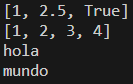 [1, 2.5, True]
[1, 2, 3, 4]
hola
mundo